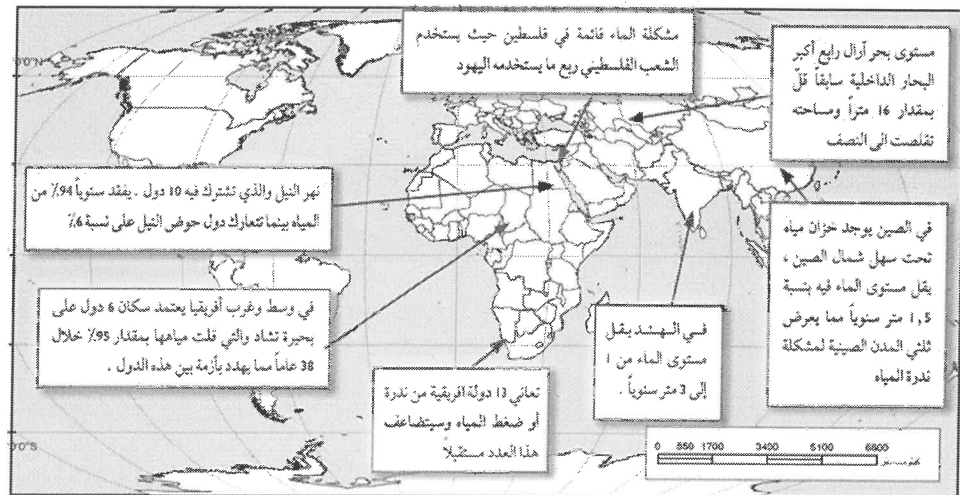 مشكلة الماء قائمة في فلسطين حيث يستخدم
الشعب الفلسطيني ربع ما يستخدمه اليهود
مستوى بحر آرال رابع أكبر
البحار الداخلية سابقاً قلّ
بمقدار 16 متراً ومساحته
تقلصت الى النصف
نهر النيل والذي تشترك فيه 10 دول . يفقد سنوياً 94٪ من
المياه بينما تتعارك دول حوض النيل على نسبة 6٪
في الصين يوجد خزان مياه
تحت سهل شمال الصين ،
يقل مستوى الماء فيه بنسبة
1,5 متر سنوياً مما يعرض
ثلثي المدن الصينية لمشكلة
ندرة المياه
في وسط وغرب أفريقيا يعتمد سكان 6 دول على
بحيرة تشاد والتي قلت مياهها بمقدار 95٪ خلال
38 عاماً مما يهدد بأزمة بين هذه الدول .
في الهند يقل
مستوى الماء من 1
إلى 3 متر سنوياً .
تعاني 13 دولة افريقية من ندرة
أو ضغط المياه وسيتضاعف
هذا العدد مستقبلاً
0 550 1700 3400 5100 6800
كيلومتر
0°0'N
0°0'S